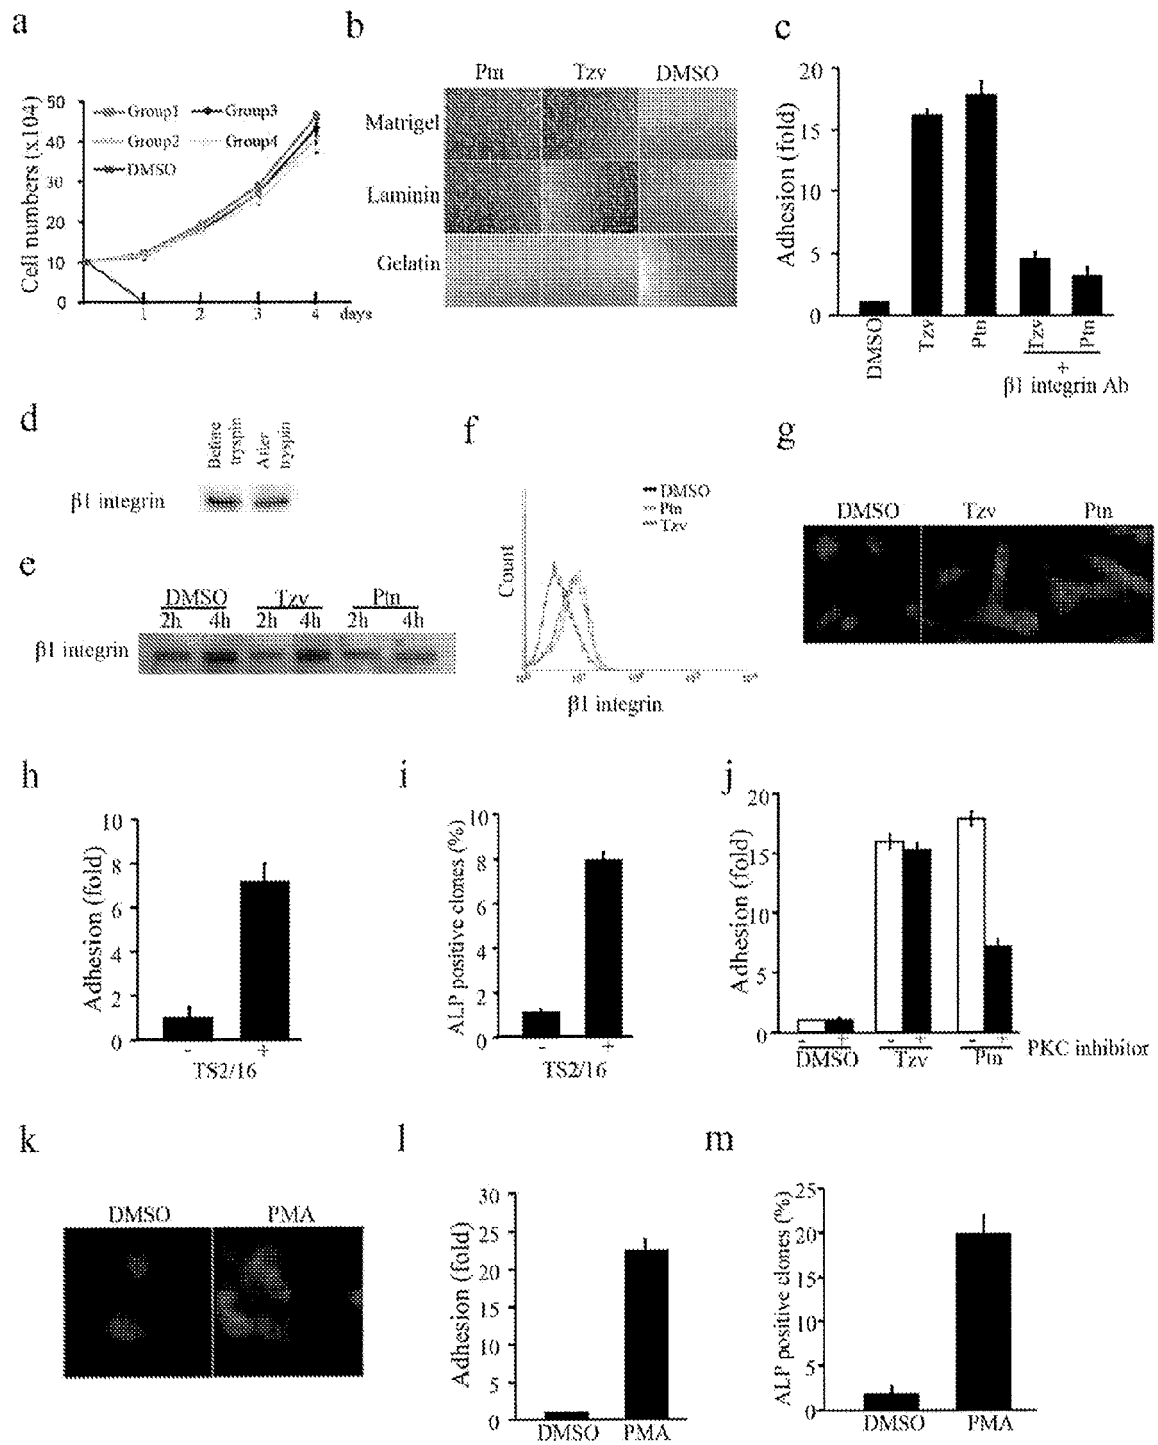 a
50
40
30
20
10
0
Cell numbers (x104)
Group1 Group3
Group2 Group4
DMSO
1 2 3 4 days
b
Ptn Tzv DMSO
Matrigel
Laminin
Gelatin
c
20
15
10
5
0
Adhesion (fold)
DMSO Tzv Ptn Tzv Ptn
+
β1 integrin Ab
d
Before tryspin After tryspin
β1 integrin
e
DMSO Tzv Ptn
2h 4h 2h 4h 2h 4h
β1 integrin
f
DMSO
Ptn
Tzv
Count
β1 integrin
g
DMSO Tzv Ptn
h
10
8
6
4
2
0
Adhesion (fold)
- +
TS2/16
i
10
8
6
4
2
0
ALP positive clones (%)
- +
TS2/16
j
20
15
10
5
0
Adhesion (fold)
- + - + - +
DMSO Tzv Ptn PKC inhibitor
k
DMSO PMA
l
30
25
20
15
10
5
0
Adhesion (fold)
DMSO PMA
m
25
20
15
10
5
0
ALP positive clones (%)
DMSO PMA